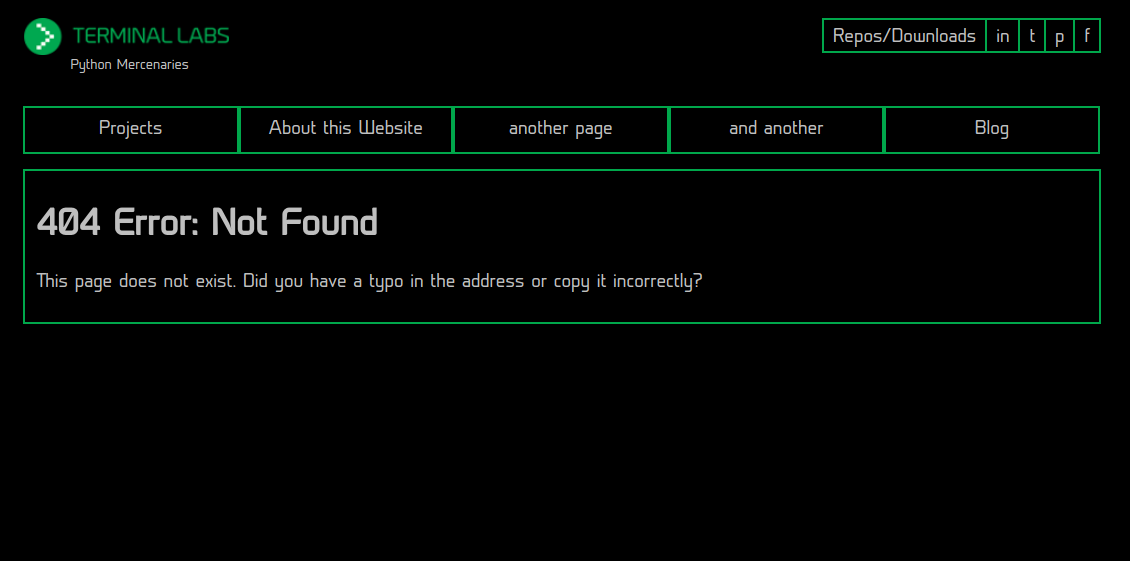 TERMINAL LABS
Python Mercenaries
Repos/Downloads in t p f
Projects About this Website another page and another Blog
404 Error: Not Found
This page does not exist. Did you have a typo in the address or copy it incorrectly?